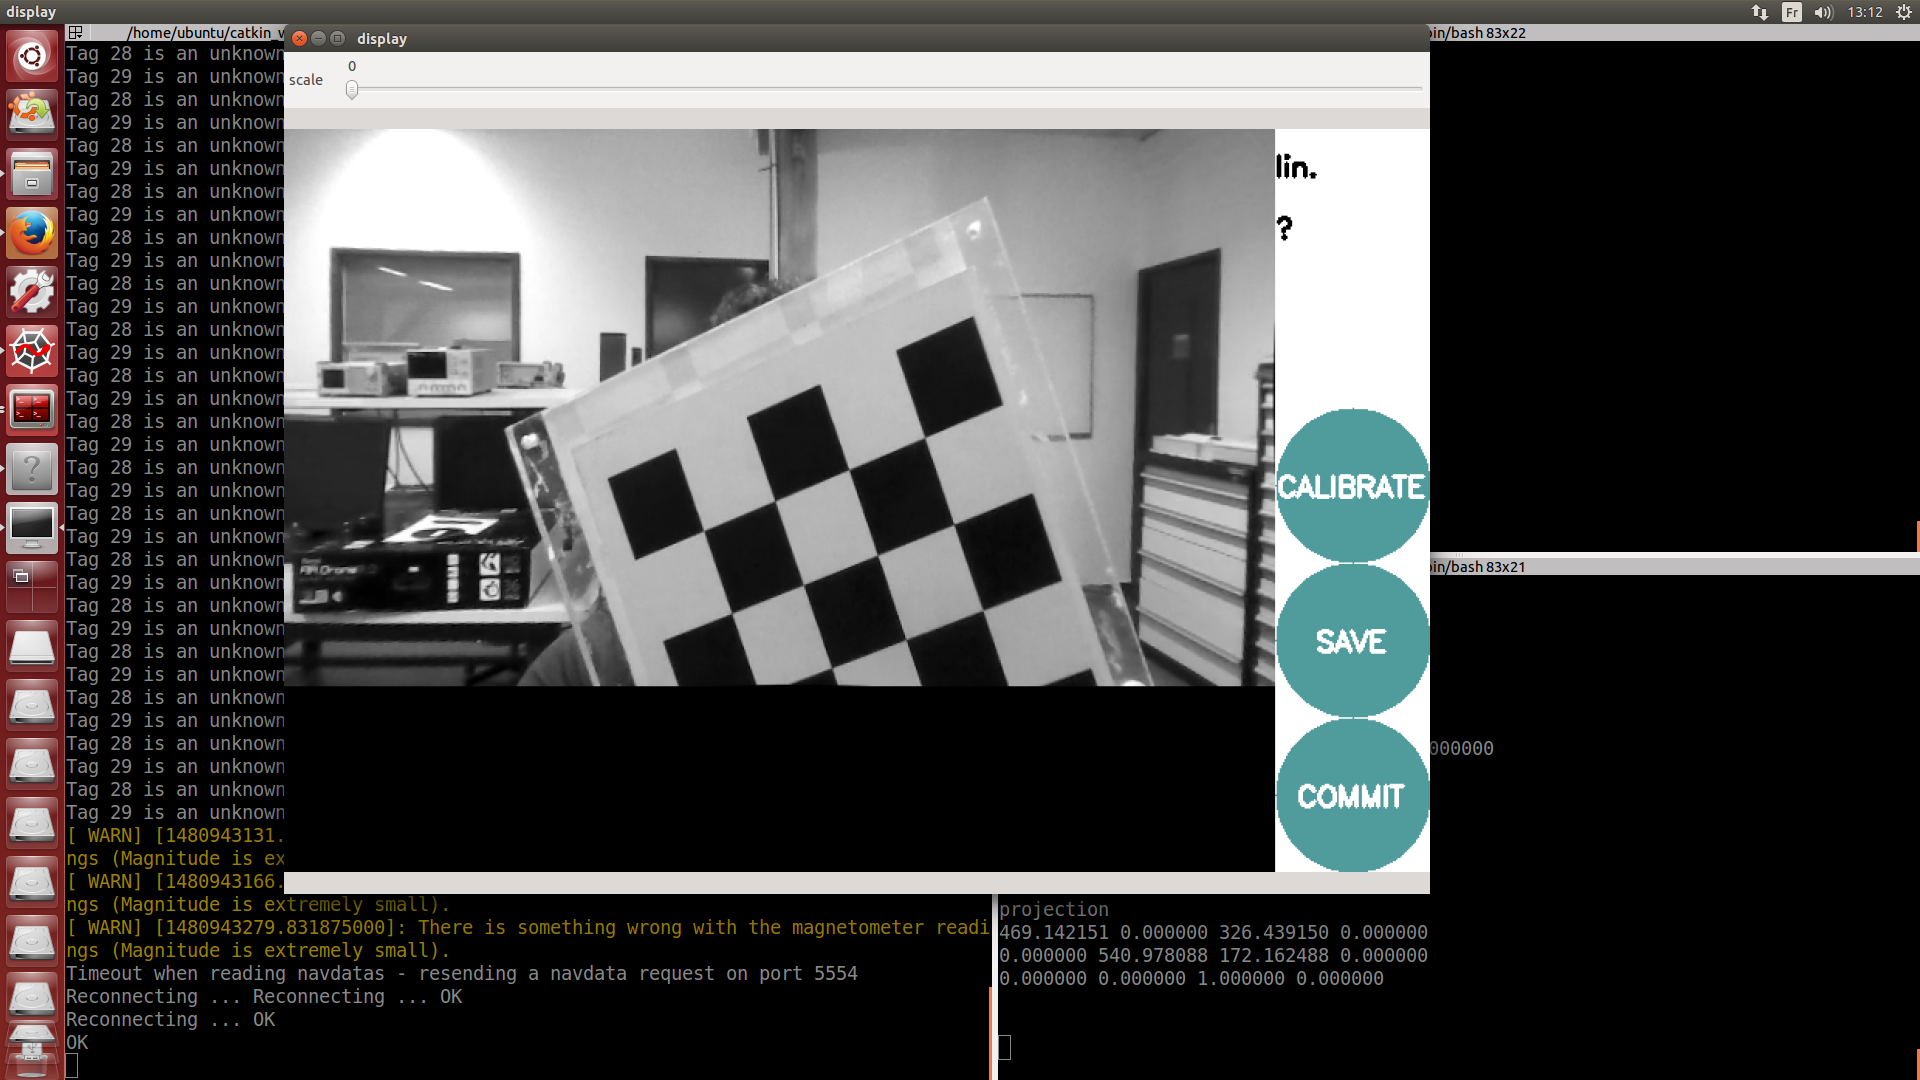 display
Fr
13:12
/home/ubuntu/catkin_w
display
bin/bash 83x22
scale
0
Tag 28 is an unknown
Tag 29 is an unknown
Tag 28 is an unknown
Tag 29 is an unknown
Tag 28 is an unknown
Tag 29 is an unknown
Tag 28 is an unknown
Tag 29 is an unknown
Tag 28 is an unknown
Tag 29 is an unknown
Tag 28 is an unknown
Tag 29 is an unknown
Tag 28 is an unknown
Tag 29 is an unknown
Tag 28 is an unknown
Tag 29 is an unknown
Tag 28 is an unknown
Tag 29 is an unknown
Tag 28 is an unknown
Tag 29 is an unknown
Tag 28 is an unknown
Tag 29 is an unknown
Tag 28 is an unknown
Tag 29 is an unknown
Tag 28 is an unknown
Tag 29 is an unknown
Tag 28 is an unknown
Tag 29 is an unknown
Tag 28 is an unknown
Tag 29 is an unknown
Tag 28 is an unknown
Tag 29 is an unknown
Tag 28 is an unknown
Tag 29 is an unknown
[ WARN] [1480943131.
ngs (Magnitude is ex
[ WARN] [1480943166.
ngs (Magnitude is extremely small).
[ WARN] [1480943279.831875000]: There is something wrong with the magnetometer readi
ngs (Magnitude is extremely small).
Timeout when reading navdatas - resending a navdata request on port 5554
Reconnecting ... Reconnecting ... OK
Reconnecting ... OK
OK
lin.
?
CALIBRATE
SAVE
COMMIT
AR.Drone 2.0
bin/bash 83x21
000000
projection
469.142151 0.000000 326.439150 0.000000
0.000000 540.978088 172.162488 0.000000
0.000000 0.000000 1.000000 0.000000